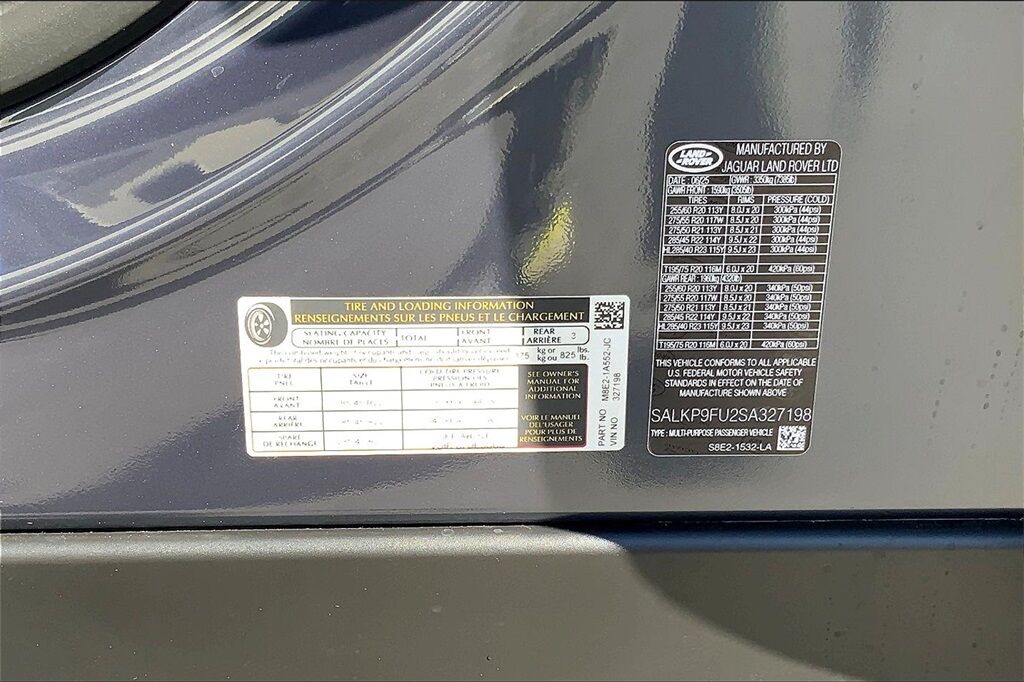 TIRE AND LOADING INFORMATION
RENSEIGNEMENTS SUR LES PNEUS ET LE CHARGEMENT
SEATING CAPACITY
NOMBRE DE PLACES
TOTAL
FRONT
AVANT
REAR
ARRIÈRE
3
375 kg or 825 lbs.
kg ou lb.
TIRE
PNEU
SIZE
TAILLE
COLD TIRE PRESSURE
PRESSION DES
PNEUS A FROID
FRONT
AVANT
REAR
ARRIÈRE
SPARE
DE RECHANGE
SEE OWNER'S
MANUAL FOR
ADDITIONAL
INFORMATION
VOIR LE MANUEL
DE L'USAGER
POUR PLUS DE
RENSEIGNEMENTS
PART NO M8E2-1A552-JC
VIN NO. 327198
LAND ROVER
MANUFACTURED BY
JAGUAR LAND ROVER LTD
DATE : 06/25 GVWR : 3350kg (7385lb)
GAWR FRONT : 1590kg (3505lb)
TIRES RIMS PRESSURE (COLD)
255/60 R20 113Y 8.0J x 20 300kPa (44psi)
275/55 R20 117W 8.5J x 20 300kPa (44psi)
275/50 R21 113Y 8.5J x 21 300kPa (44psi)
285/45 R22 114Y 9.5J x 22 300kPa (44psi)
HL285/40 R23 115Y 9.5J x 23 300kPa (44psi)
T195/75 R20 116M 6.0J x 20 420kPa (60psi)
GAWR REAR : 1960kg (4320lb)
255/60 R20 113Y 8.0J x 20 340kPa (50psi)
275/55 R20 117W 8.5J x 20 340kPa (50psi)
275/50 R21 113Y 8.5J x 21 340kPa (50psi)
285/45 R22 114Y 9.5J x 22 340kPa (50psi)
HL285/40 R23 115Y 9.5J x 23 340kPa (50psi)
T195/75 R20 116M 6.0J x 20 420kPa (60psi)
THIS VEHICLE CONFORMS TO ALL APPLICABLE
U.S. FEDERAL MOTOR VEHICLE SAFETY
STANDARDS IN EFFECT ON THE DATE OF
MANUFACTURE SHOWN ABOVE
SALKP9FU2SA327198
TYPE : MULTI-PURPOSE PASSENGER VEHICLE
S8E2-1532-LA